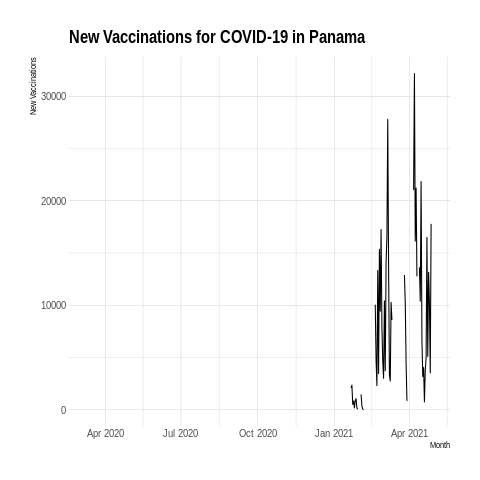 New Vaccinations for COVID-19 in Panama
New Vaccinations
30000
20000
10000
0
Apr 2020 Jul 2020 Oct 2020 Jan 2021 Apr 2021
Month